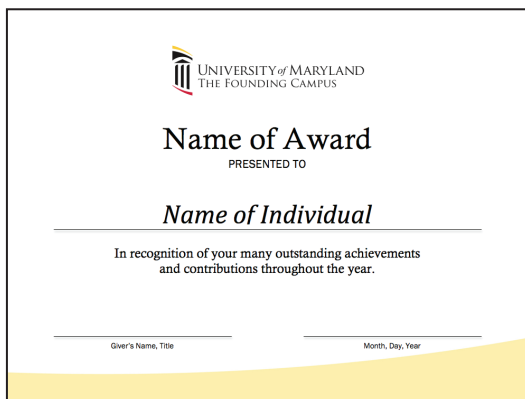 UNIVERSITY of MARYLAND
THE FOUNDING CAMPUS
Name of Award
PRESENTED TO
Name of Individual
In recognition of your many outstanding achievements
and contributions throughout the year.
Giver's Name, Title
Month, Day, Year